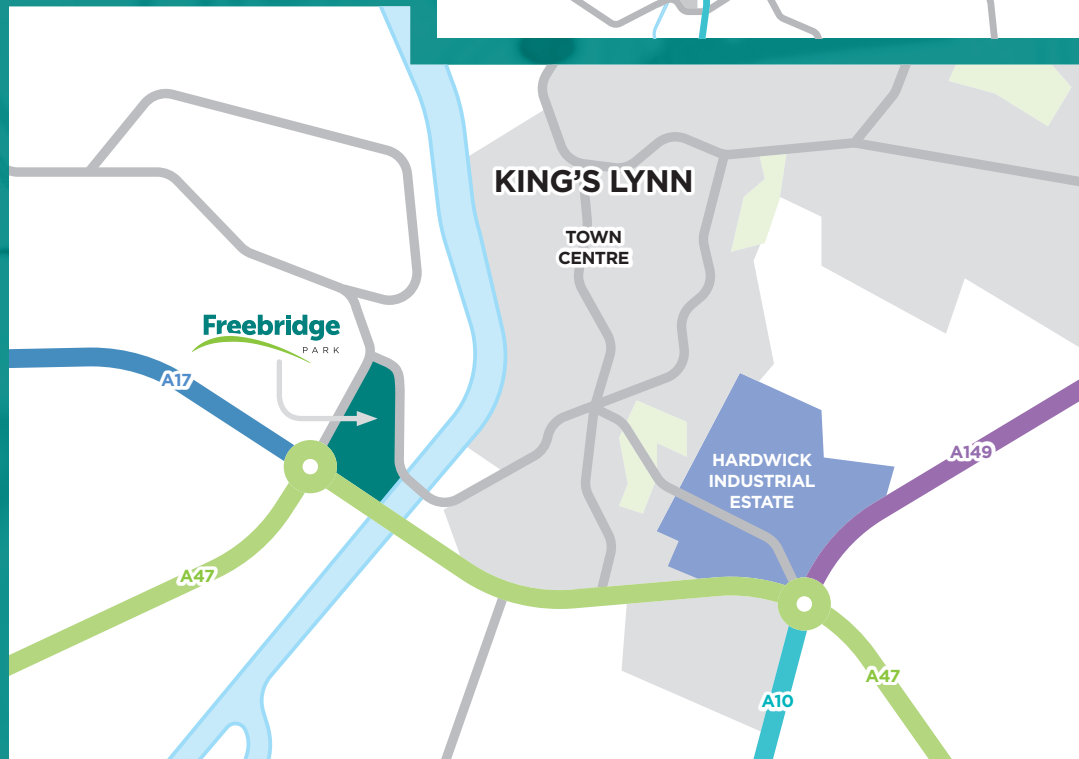 KING'S LYNN
TOWN
CENTRE
Freebridge
PARK
A17
A149
HARDWICK
INDUSTRIAL
ESTATE
A47
A47
A10